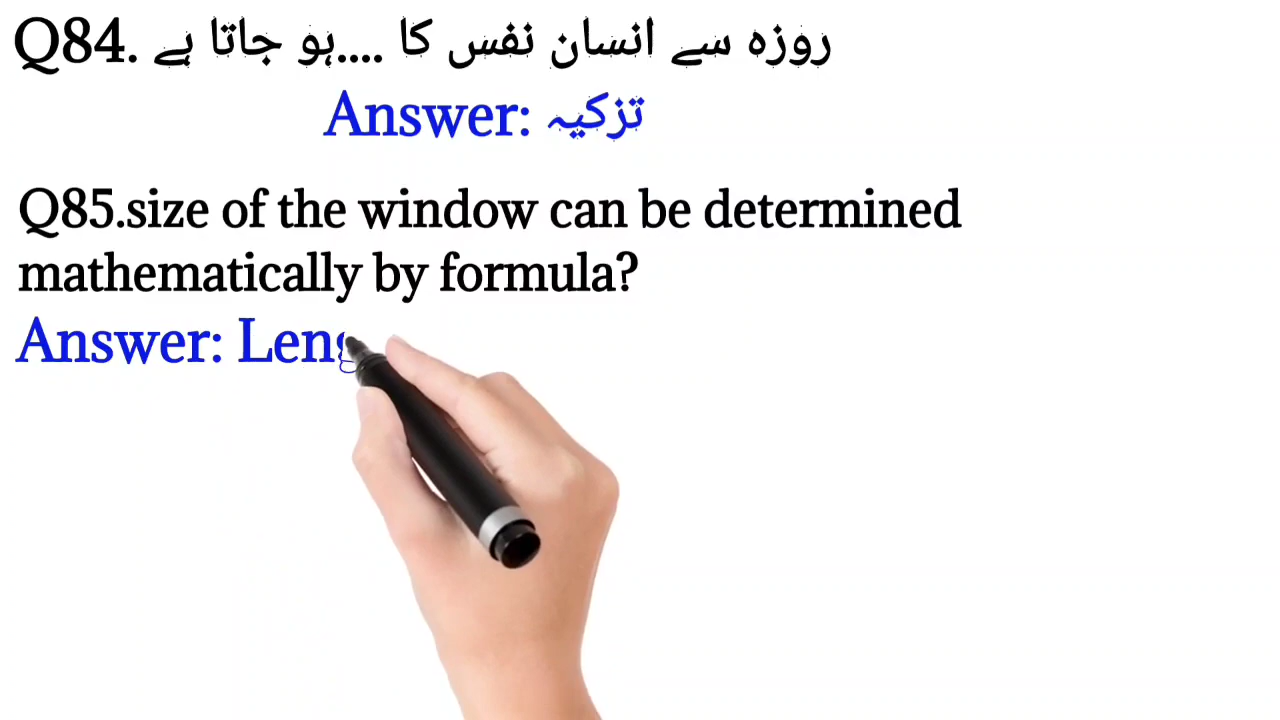 Q84. روزہ سے انسان نفس کا ....ہو جاتا ہے
Answer: تزکیہ
Q85.size of the window can be determined
mathematically by formula?
Answer: Leng